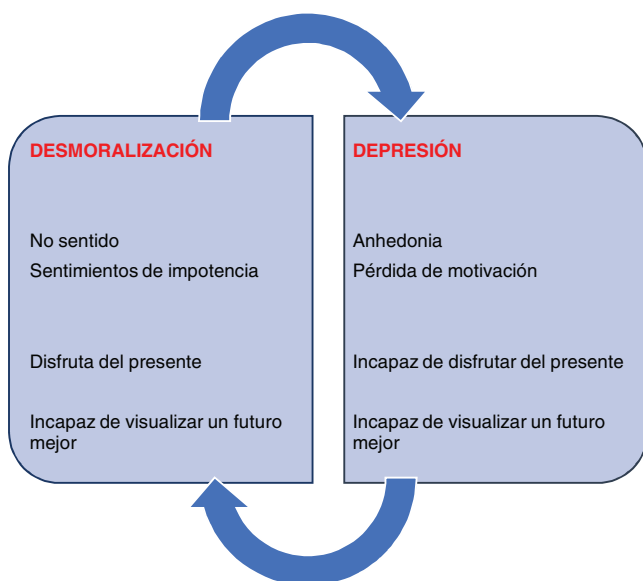 DESMORALIZACIÓN
No sentido
Sentimientos de impotencia
Disfruta del presente
Incapaz de visualizar un futuro
mejor
DEPRESIÓN
Anhedonia
Pérdida de motivación
Incapaz de disfrutar del presente
Incapaz de visualizar un futuro
mejor